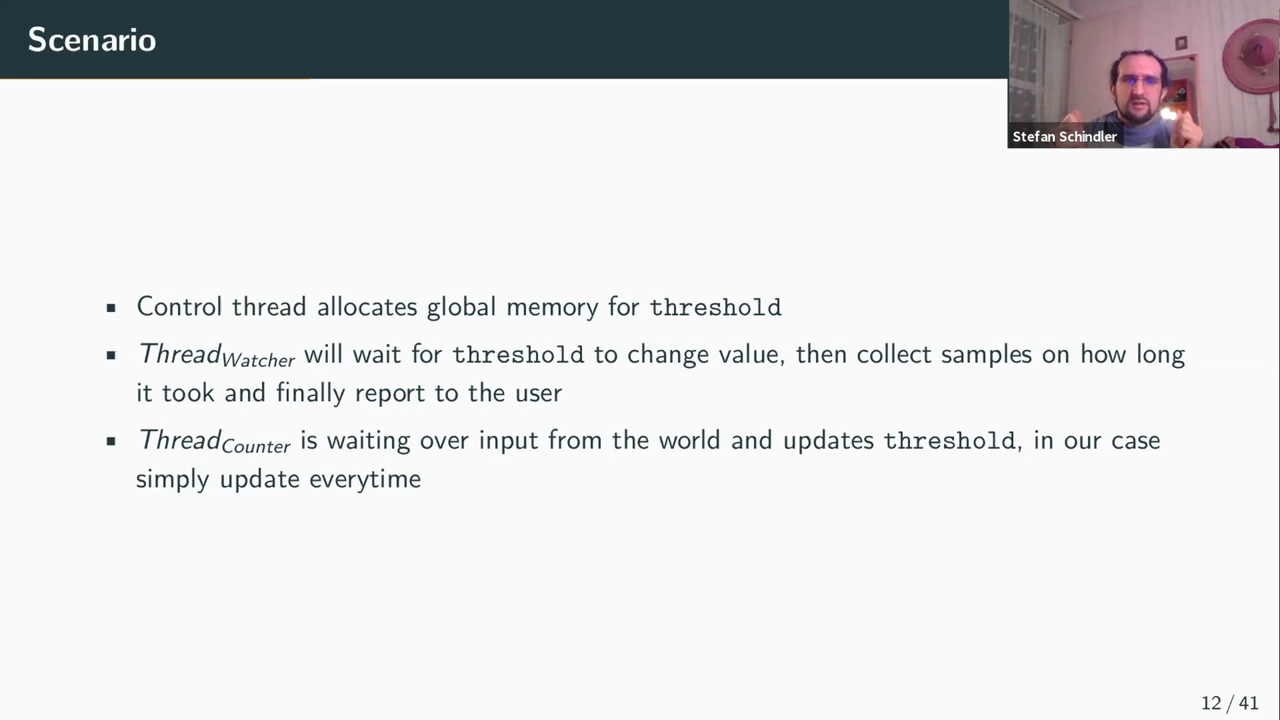 Scenario
Stefan Schindler
▪ Control thread allocates global memory for threshold
▪ Thread_Watcher will wait for threshold to change value, then collect samples on how long
it took and finally report to the user
▪ Thread_Counter is waiting over input from the world and updates threshold, in our case
simply update everytime
12 / 41